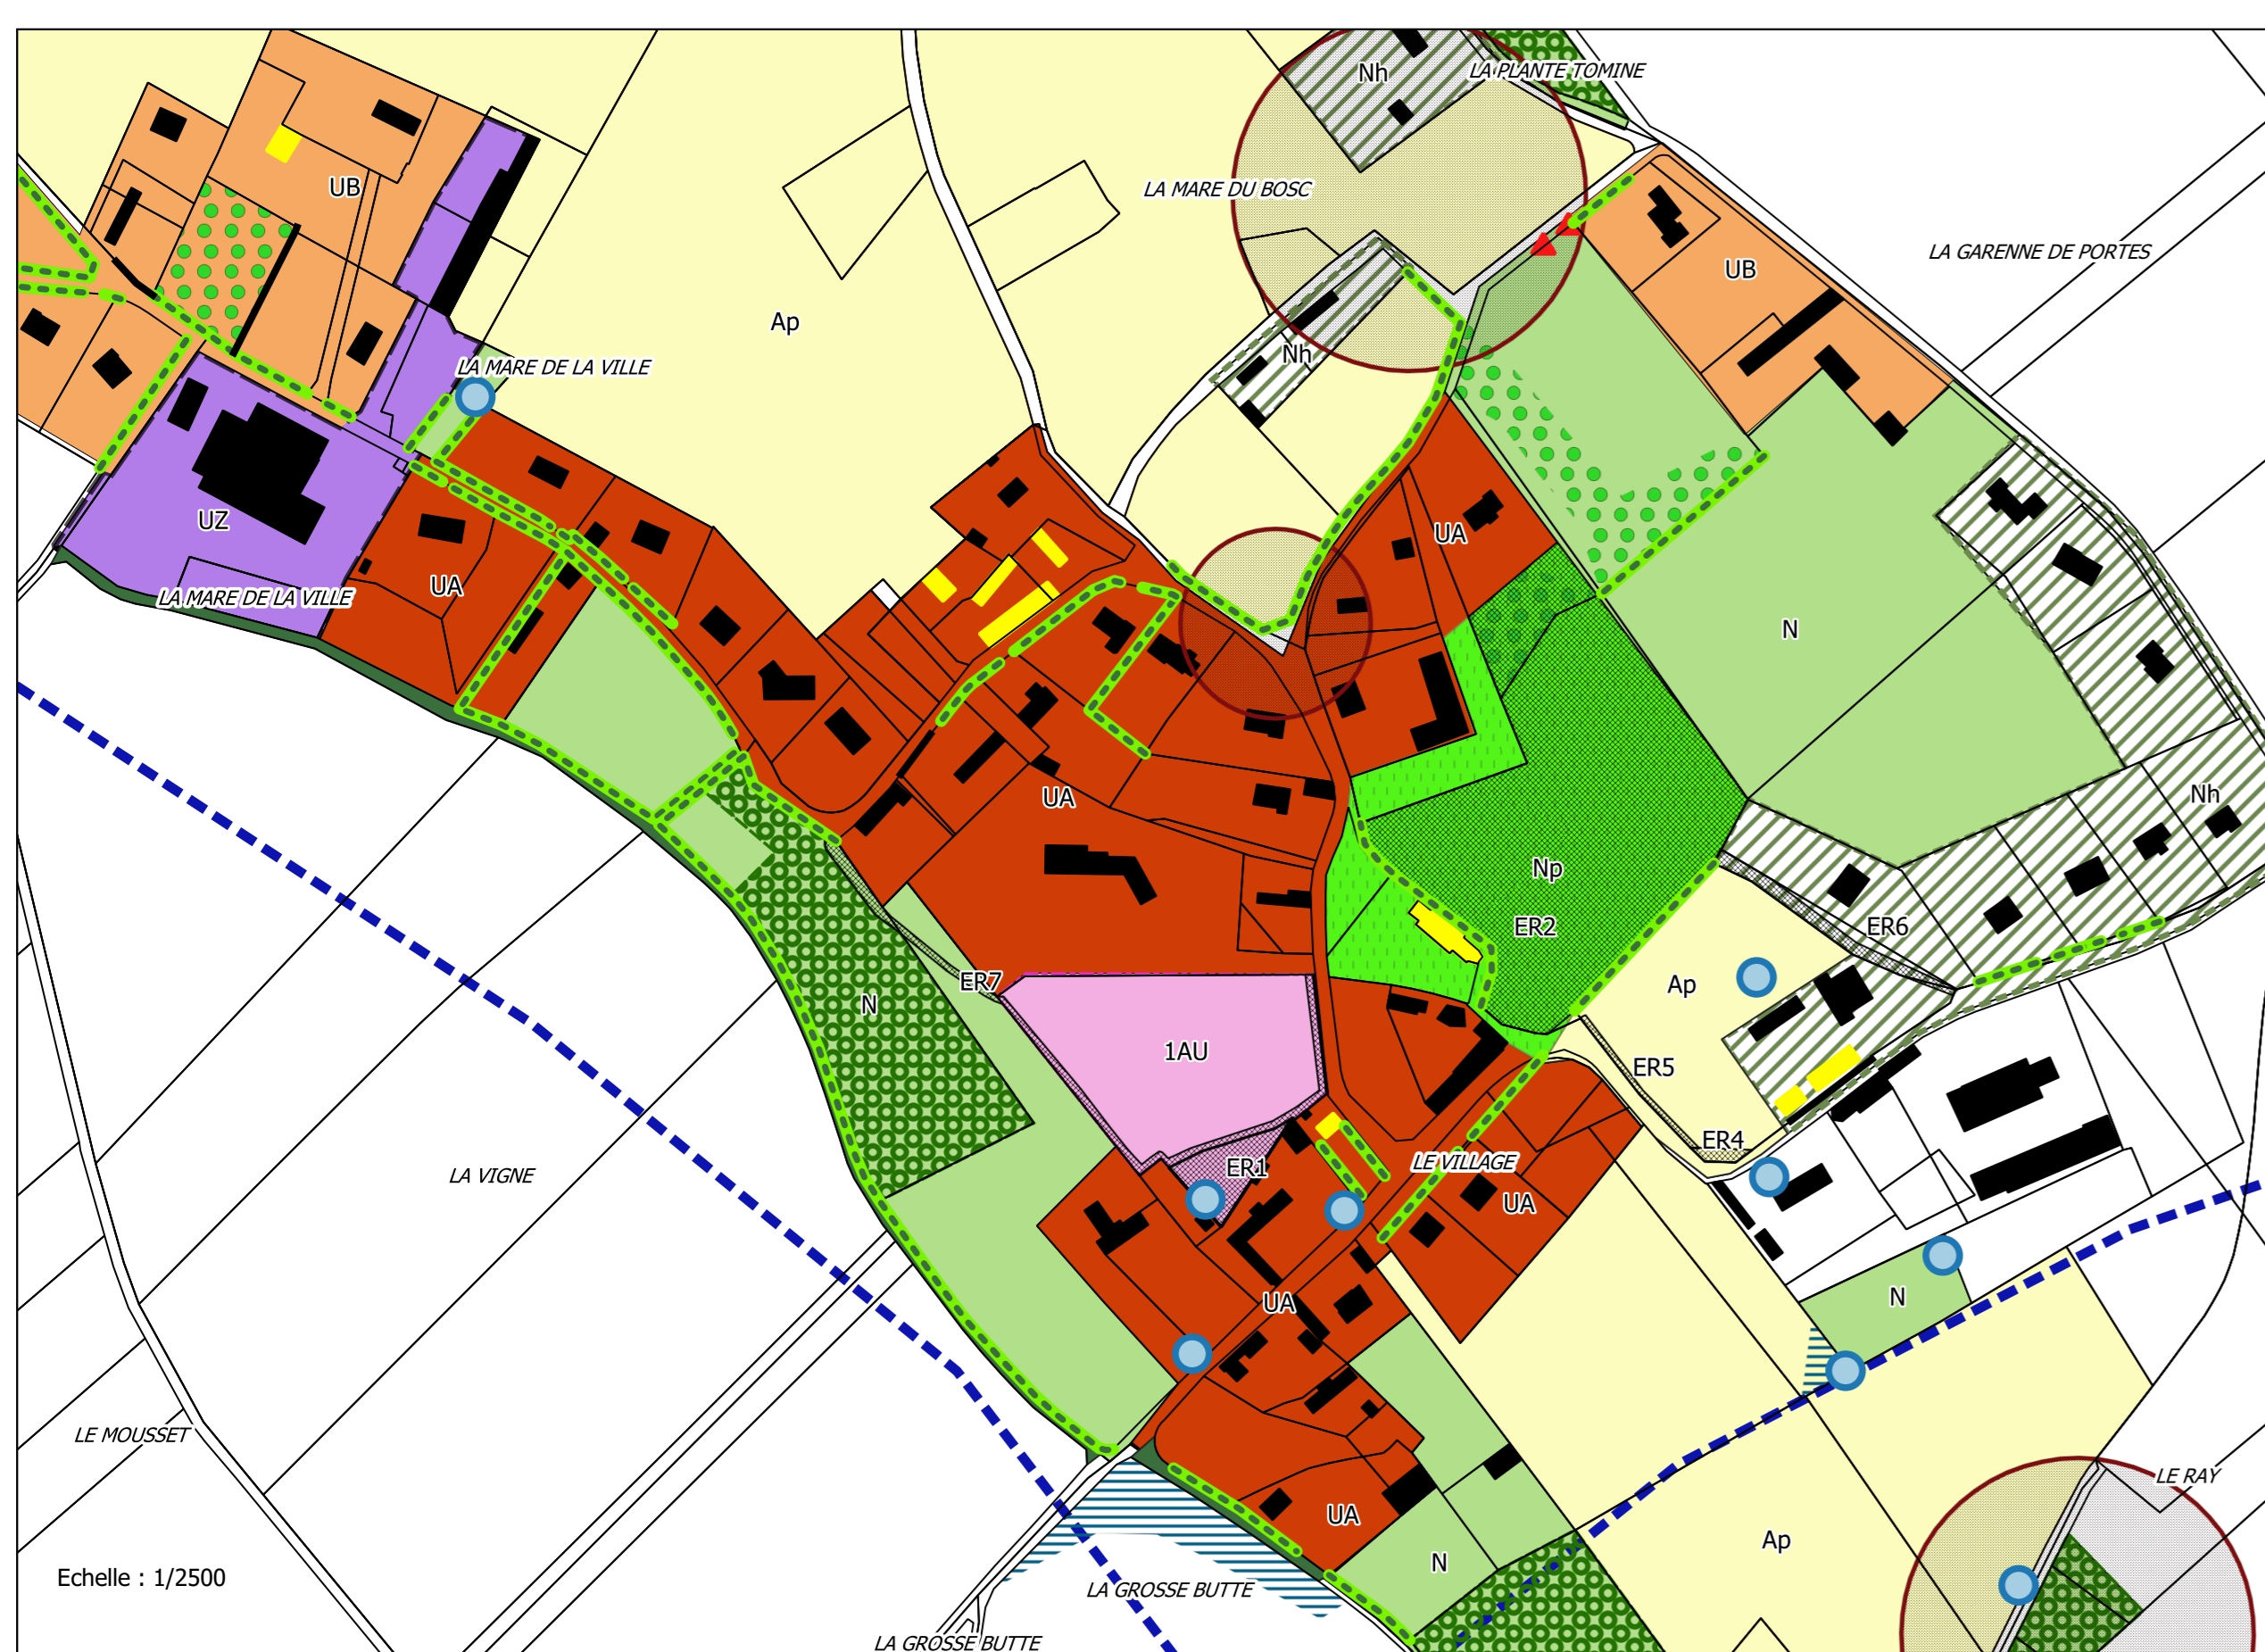 Nh
LA PLANTE TOMINE
UB
LA MARE DU BOSC
LA GARENNE DE PORTES
UB
Ap
Nh
LA MARE DE LA VILLE
UZ
UA
UA
LA MARE DE LA VILLE
N
UA
Nh
Np
ER2
ER6
ER7
Ap
N
1AU
ER5
ER4
LE VILLAGE
ER1
LA VIGNE
UA
N
UA
LE MOUSSET
LE RAY
UA
Ap
N
Echelle : 1/2500
LA GROSSE BUTTE
LA GROSSE BUTTE